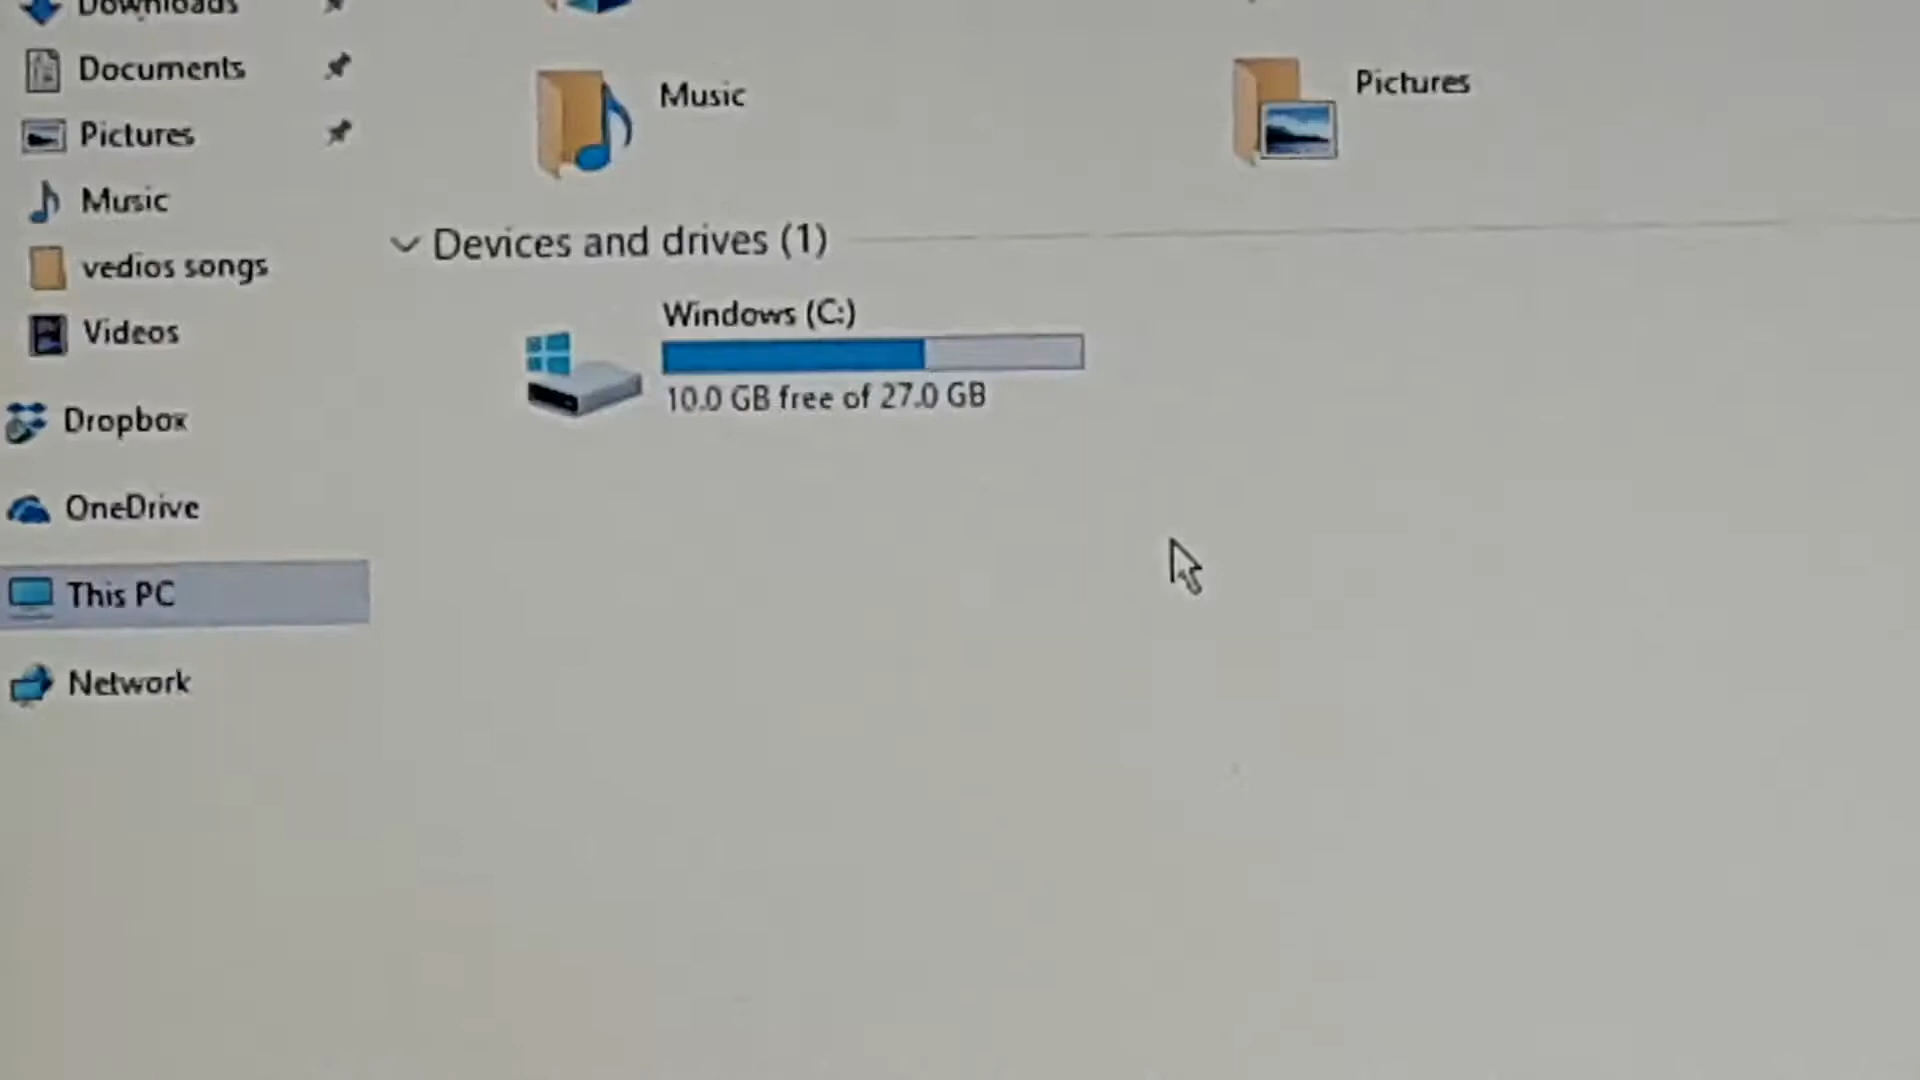 Downloads
Documents
Pictures
Music
vedios songs
Videos
Dropbox
OneDrive
This PC
Network
Music
Pictures
Devices and drives (1)
Windows (C:)
10.0 GB free of 27.0 GB